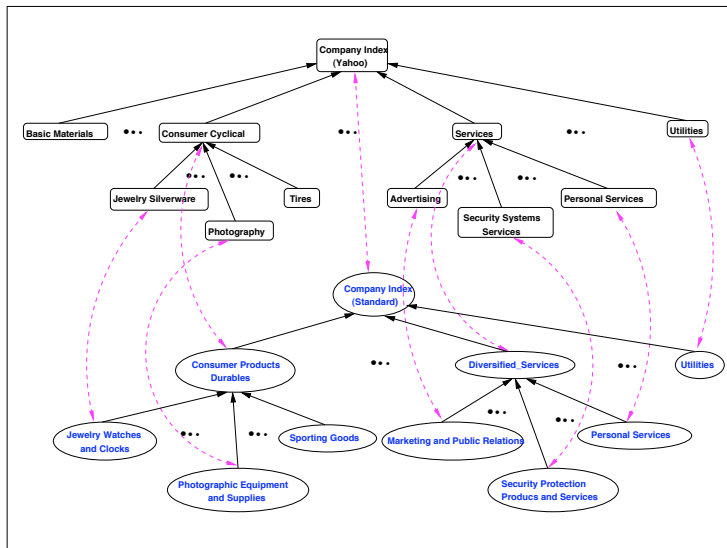 Company Index
(Yahoo)
Basic Materials
Consumer Cyclical
Services
Utilities
Jewelry Silverware
Tires
Advertising
Personal Services
Photography
Security Systems
Services
Company Index
(Standard)
Consumer Products
Durables
Diversified_Services
Utilities
Jewelry Watches
and Clocks
Sporting Goods
Marketing and Public Relations
Personal Services
Photographic Equipment
and Supplies
Security Protection
Producs and Services